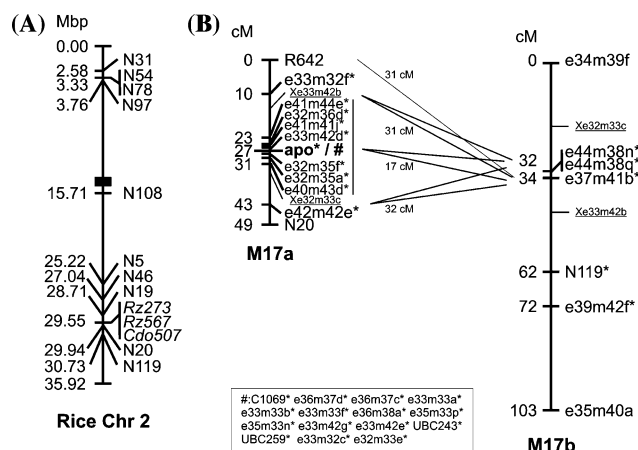 (A)
Mbp
0.00
2.58 N31
3.33 N54
N78
3.76 N97
15.71 N108
25.22 N5
27.04 N46
28.71 N19
Rz273
29.55 Rz567
Cdo507
29.94 N20
30.73 N119
35.92
Rice Chr 2
(B)
cM
0 R642
e33m32f*
10 Xe33m42b
e41m44e*
e32m36d*
e41m41j*
23 e33m42d*
27 apo* / #
31 e32m35f*
e32m35a*
e40m43d*
Xe32m33c
43 e42m42e*
49 N20
M17a
31 cM
31 cM
17 cM
32 cM
cM
0 e34m39f
Xe32m33c
e44m38n*
32 e44m38q*
34 e37m41b*
Xe33m42b
62 N119*
72 e39m42f*
103 e35m40a
M17b
#:C1069* e36m37d* e36m37c* e33m33a*
e33m33b* e33m33f* e36m38a* e35m33p*
e35m33n* e33m42g* e33m42e* UBC243*
UBC259* e33m32c* e32m33e*